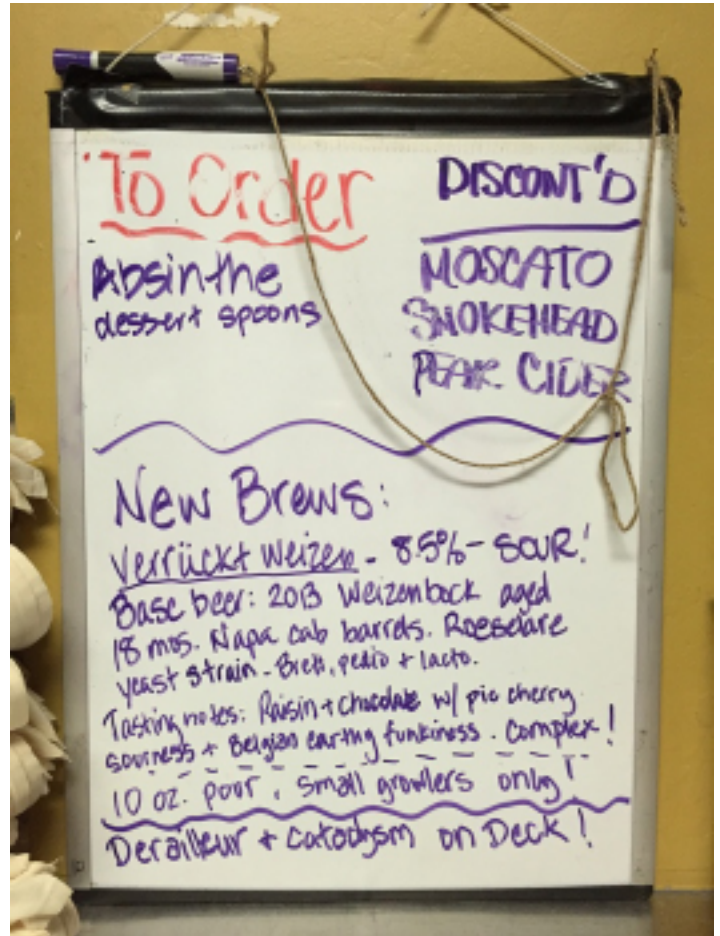 To Order
Absinthe
dessert spoons
DISCONT'D
MOSCATO
SMOKEHEAD
PEAR CIDER
New Brews:
Verrückt Weizen - 8.5% - SOUR!
Base beer: 2013 Weizenbock aged
18 mos. Napa cab barrels. Roeselare
yeast strain - Brett, pedio + lacto.
Tasting notes: Raisin + chocolate w/ pie cherry
sourness + Belgian earthy funkiness. Complex!
10 oz. pour, small growlers only!
Derailleur + Cataclysm on Deck!